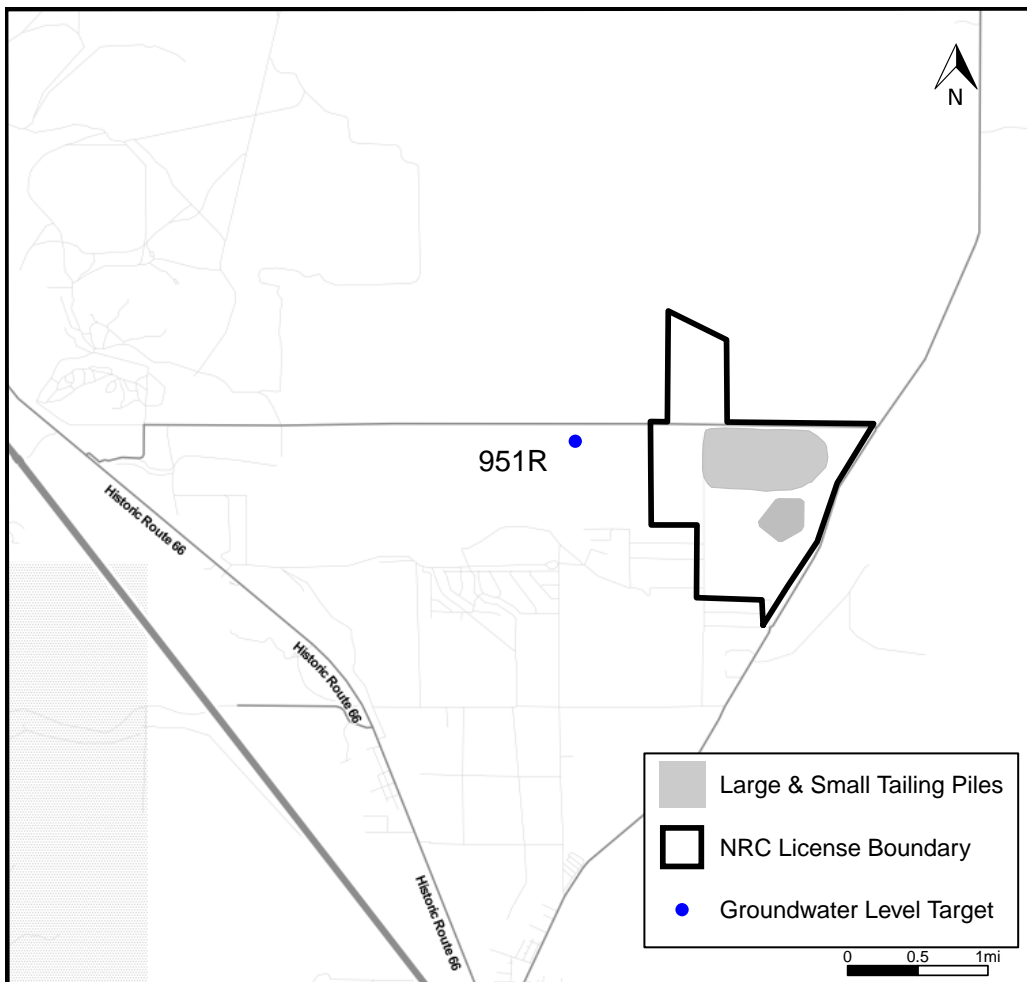 N
951R
Historic Route 66
Historic Route 66
Historic Route 66
Large & Small Tailing Piles
NRC License Boundary
Groundwater Level Target
0 0.5 1mi